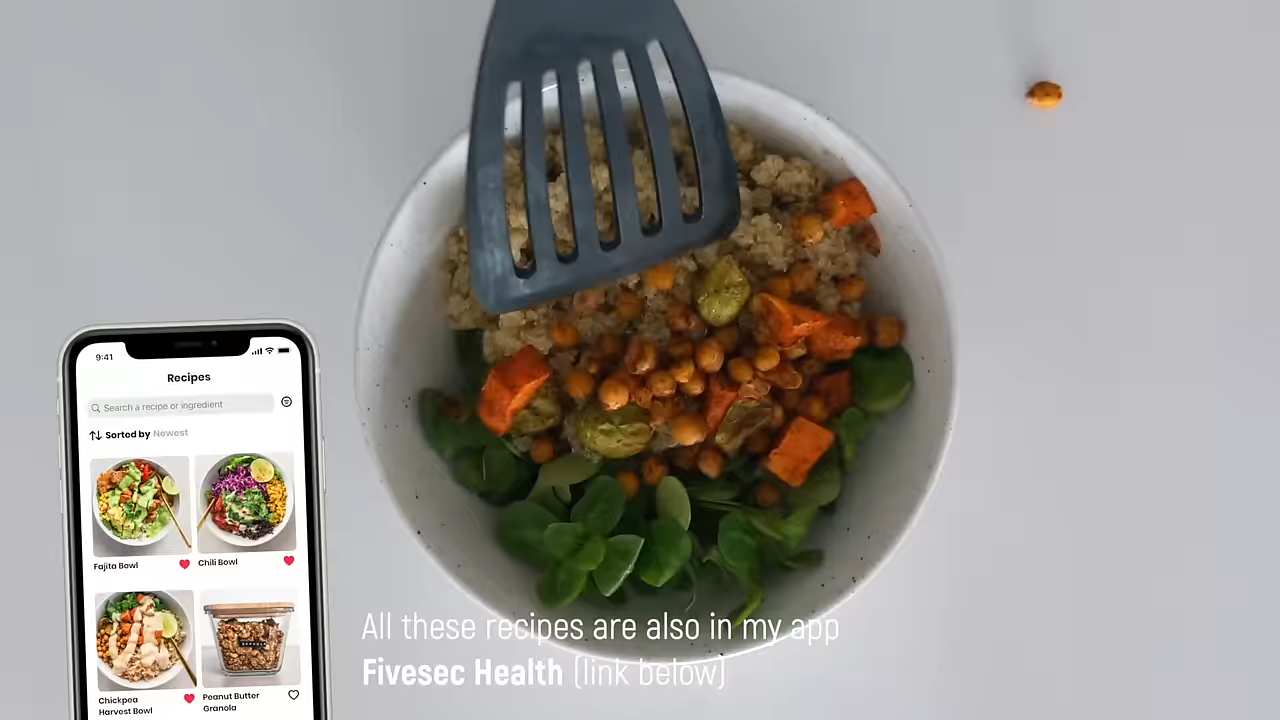 9:41
Recipes
Search a recipe or ingredient
Sorted by Newest
Fajita Bowl
Chili Bowl
Chickpea
Harvest Bowl
Peanut Butter
Granola
All these recipes are also in my app
Fivesec Health (link below)